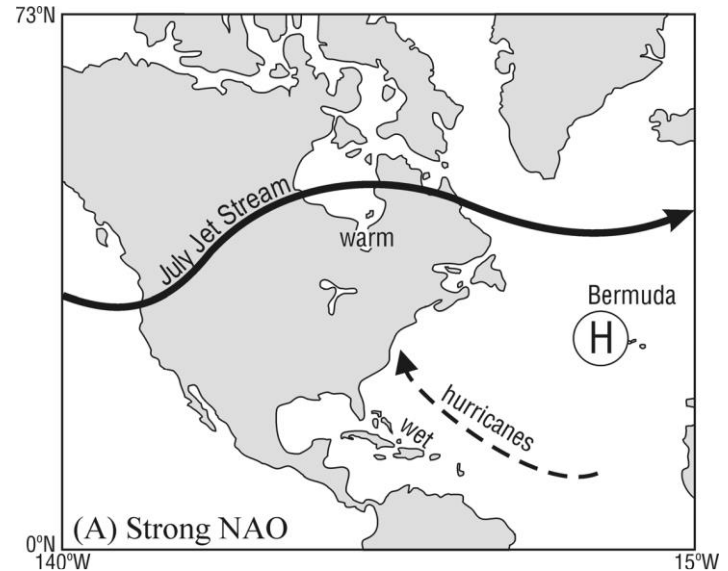 73°N
July Jet Stream
warm
Bermuda
H
hurricanes
wet
(A) Strong NAO
0°N
140°W
15°W